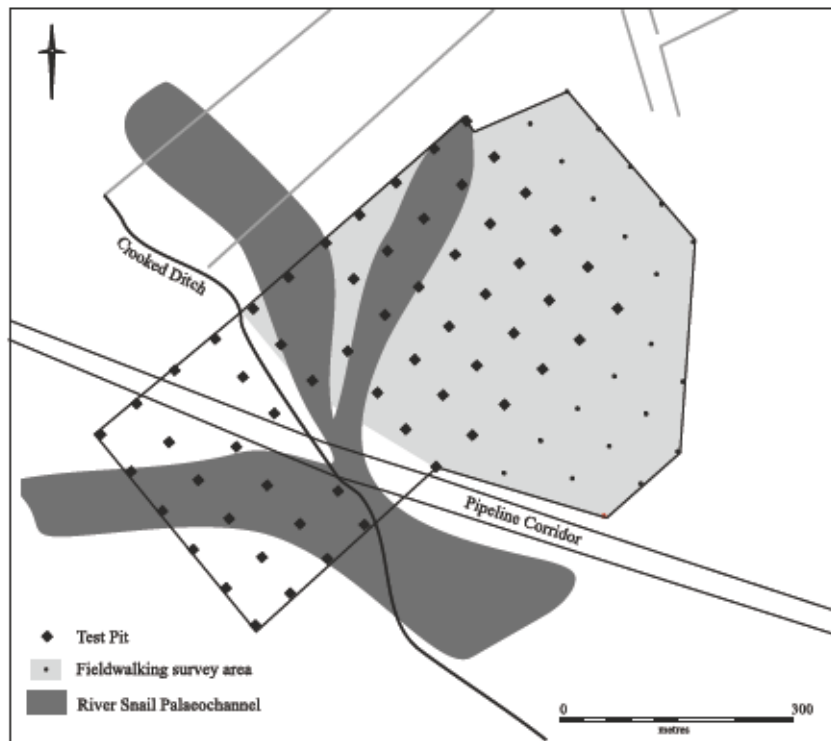 Crooked Ditch
Pipeline Corridor
Test Pit
Fieldwalking survey area
River Snail Palaeochannel
0 300
metres